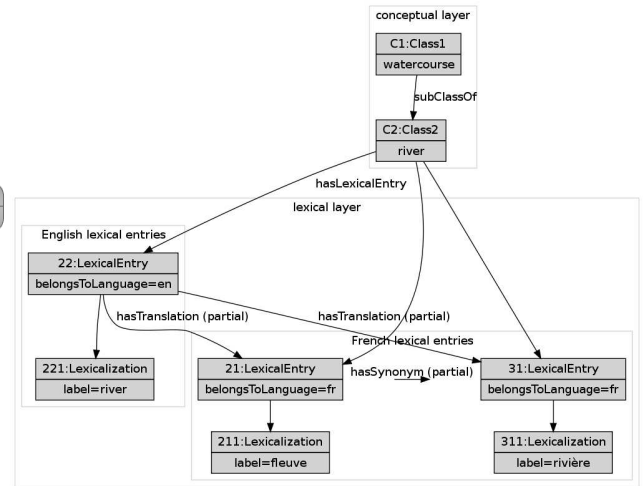 conceptual layer
C1:Class1
watercourse
subClassOf
C2:Class2
river
hasLexicalEntry
lexical layer
English lexical entries
22:LexicalEntry
belongsToLanguage=en
hasTranslation (partial)
hasTranslation (partial)
French lexical entries
221:Lexicalization
label=river
21:LexicalEntry
belongsToLanguage=fr
hasSynonym (partial)
31:LexicalEntry
belongsToLanguage=fr
211:Lexicalization
label=fleuve
311:Lexicalization
label=rivière